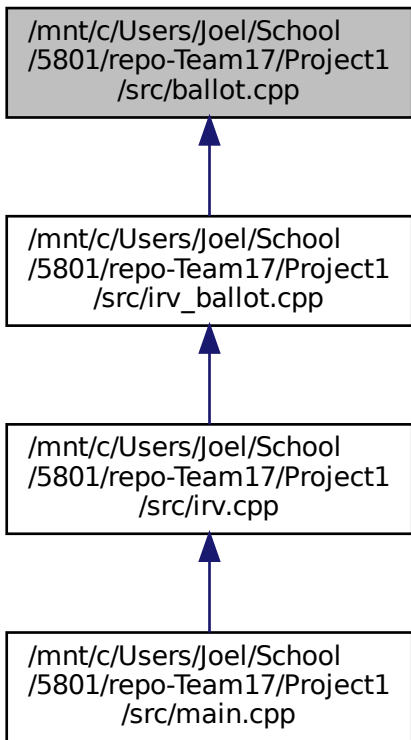 /mnt/c/Users/Joel/School
/5801/repo-Team17/Project1
/src/ballot.cpp
/mnt/c/Users/Joel/School
/5801/repo-Team17/Project1
/src/irv_ballot.cpp
/mnt/c/Users/Joel/School
/5801/repo-Team17/Project1
/src/irv.cpp
/mnt/c/Users/Joel/School
/5801/repo-Team17/Project1
/src/main.cpp